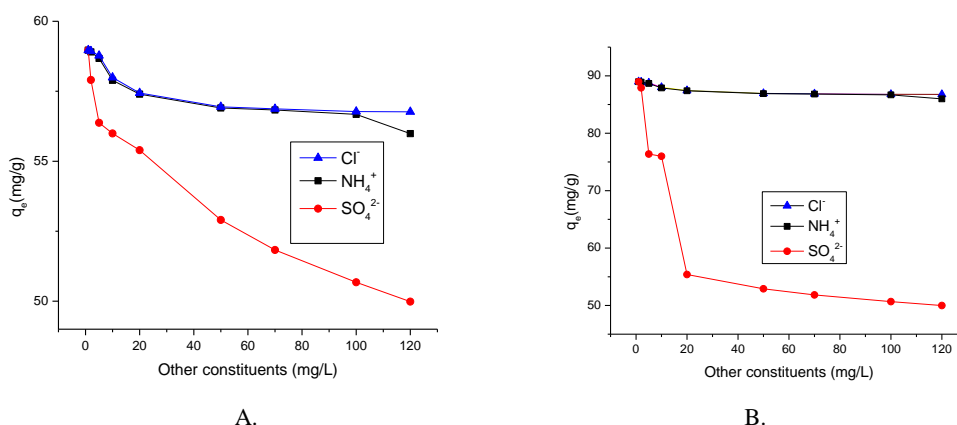 60
55
50
qe(mg/g)
Cl-
NH4+
SO42-
0 20 40 60 80 100 120
Other constituents (mg/L)
A.
90
80
70
60
50
qe(mg/g)
Cl-
NH4+
SO42-
0 20 40 60 80 100 120
Other constituents (mg/L)
B.